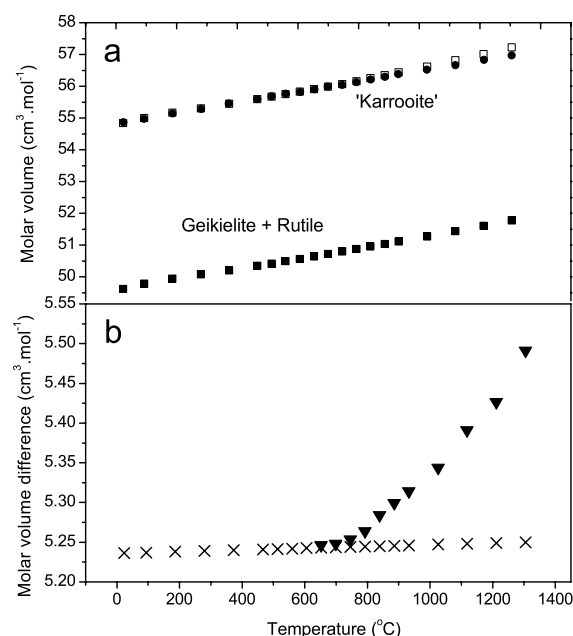 58
57
56
55
54
53
52
51
50
5.55
5.50
5.45
5.40
5.35
5.30
5.25
5.20
a
'Karrooite'
Geikielite + Rutile
b
Molar volume (cm³.mol⁻¹)
Molar volume difference (cm³.mol⁻¹)
0 200 400 600 800 1000 1200 1400
Temperature (°C)